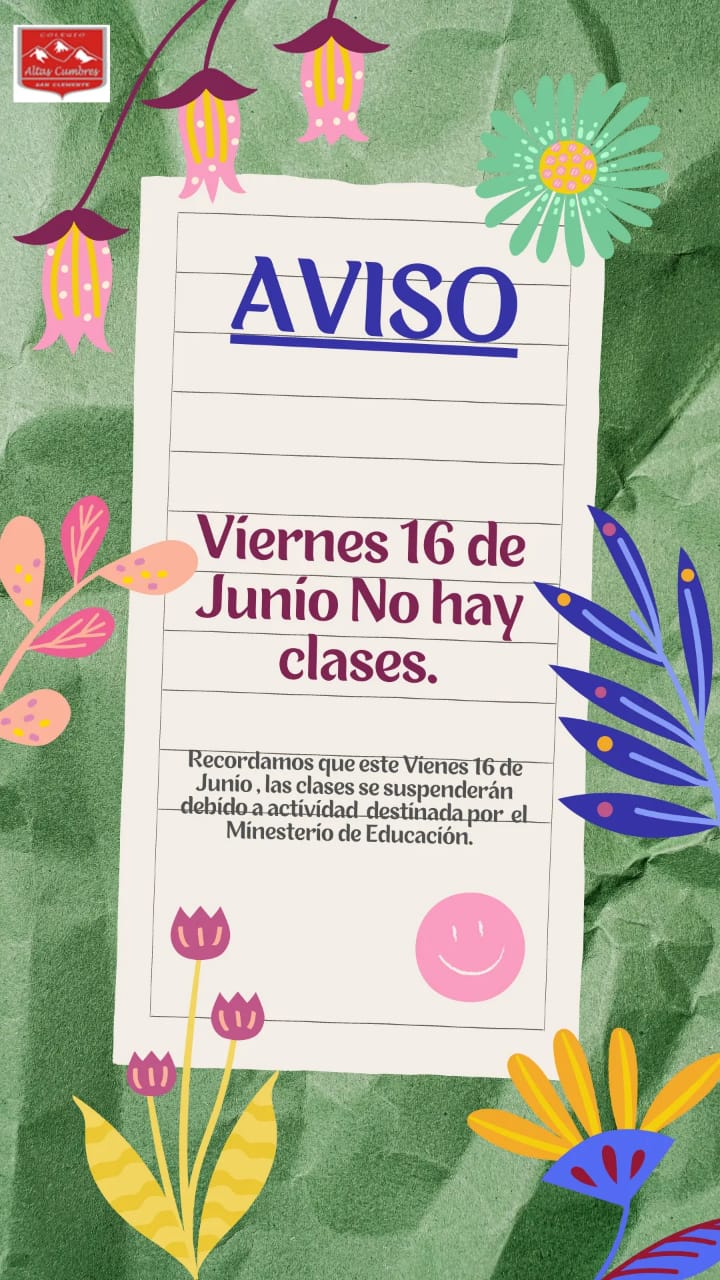 COLEGIO
Altas Cumbres
SAN CLEMENTE
AVISO
Viernes 16 de
Junio No hay
clases.
Recordamos que este Vienes 16 de
Junio , las clases se suspenderán
debido a actividad destinada por el
Minesterio de Educación.